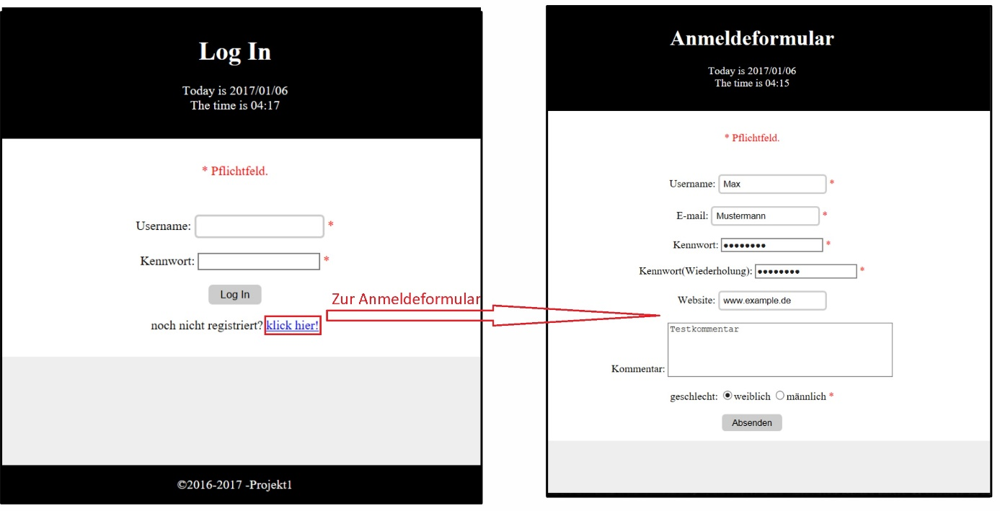 Log In
Today is 2017/01/06
The time is 04:17
* Pflichtfeld.
Username: *
Kennwort: *
Log In
noch nicht registriert? klick hier!
©2016-2017 -Projekt1
Zur Anmeldeformular
Anmeldeformular
Today is 2017/01/06
The time is 04:15
* Pflichtfeld.
Username: Max *
E-mail: Mustermann *
Kennwort: ●●●●●●●● *
Kennwort(Wiederholung): ●●●●●●●● *
Website: www.example.de
Testkommentar
Kommentar:
geschlecht: weiblich männlich *
Absenden